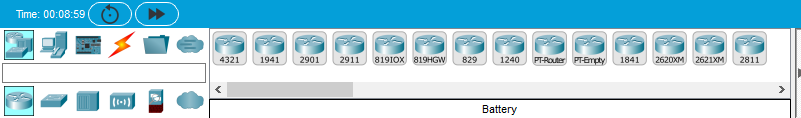 Time: 00:08:59
4321 1941 2901 2911 819IOX 819HGW 829 1240 PT-Router PT-Empty 1841 2620XM 2621XM 2811
Battery